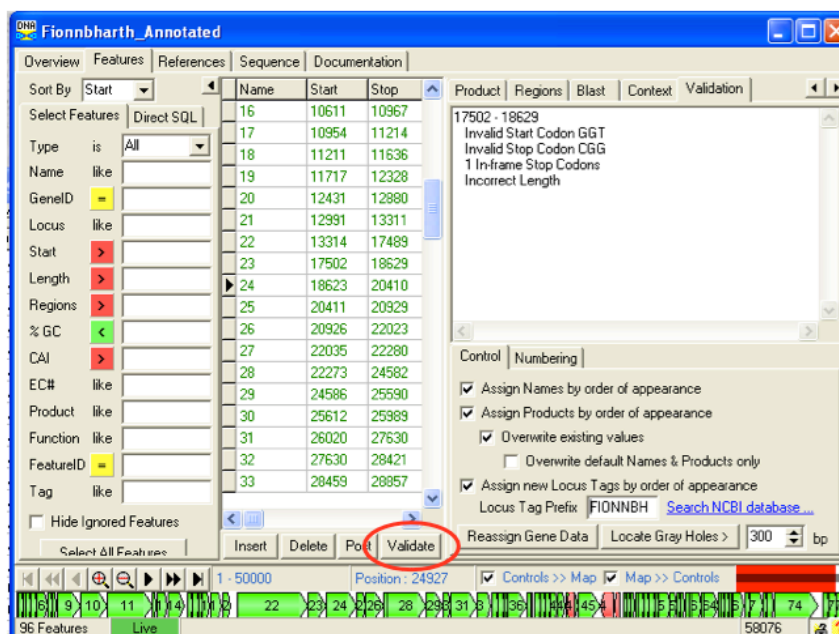 DNA
Fionnbharth_Annotated
Overview Features References Sequence Documentation
Sort By Start
Select Features Direct SQL
Type is All
Name like
GeneID =
Locus like
Start >
Length >
Regions >
% GC <
CAI >
EC# like
Product like
Function like
FeatureID =
Tag like
Hide Ignored Features
Select All Features
Name Start Stop
16 10611 10967
17 10954 11214
18 11211 11636
19 11717 12328
20 12431 12880
21 12991 13311
22 13314 17489
23 17502 18629
24 18623 20410
25 20411 20929
26 20926 22023
27 22035 22280
28 22273 24582
29 24586 25590
30 25612 25989
31 26020 27630
32 27630 28421
33 28459 28857
Insert Delete Post Validate
Product Regions Blast Context Validation
17502 - 18629
Invalid Start Codon GGT
Invalid Stop Codon CGG
1 In-frame Stop Codons
Incorrect Length
Control Numbering
Assign Names by order of appearance
Assign Products by order of appearance
Overwrite existing values
Overwrite default Names & Products only
Assign new Locus Tags by order of appearance
Locus Tag Prefix FIONNBH Search NCBI database ...
Reassign Gene Data Locate Gray Holes > 300 bp
1 - 50000 Position : 24927 Controls >> Map Map >> Controls
9 10 11 22 23 24 26 28 31 36 45 74
96 Features Live 58076